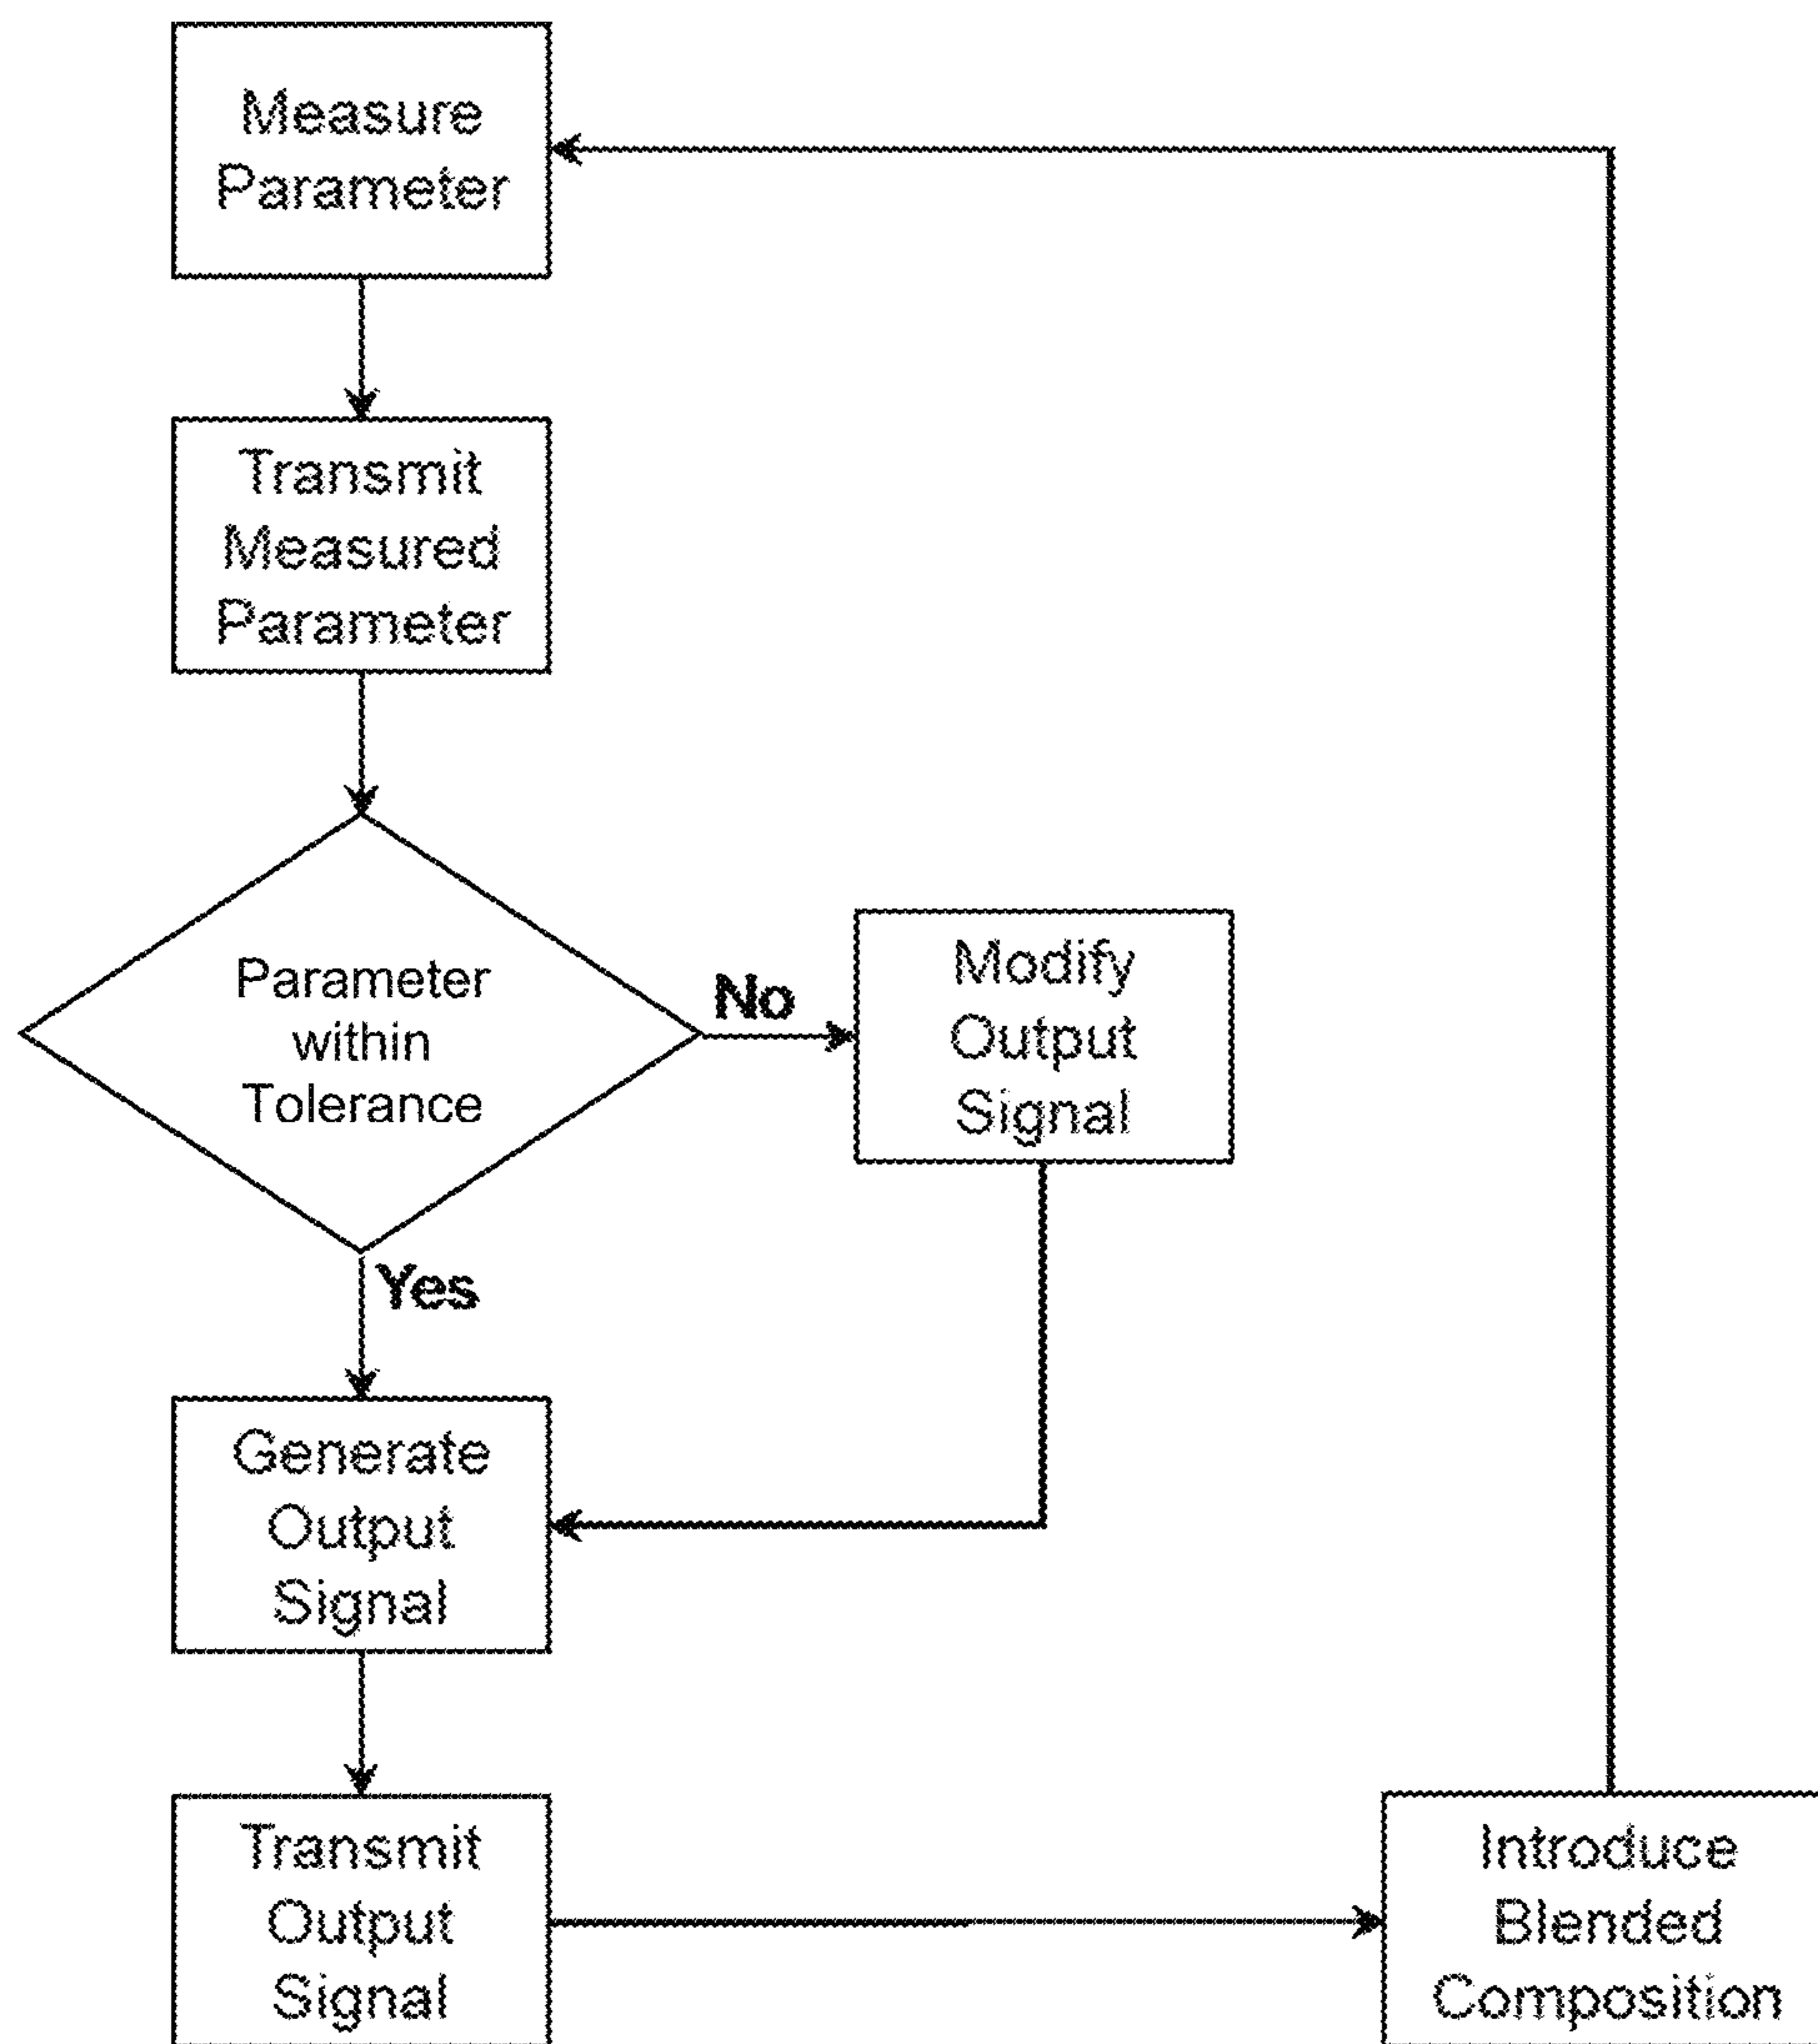 Measure
Parameter
Transmit
Measured
Parameter
Parameter
within
Tolerance
No
Modify
Output
Signal
Yes
Generate
Output
Signal
Transmit
Output
Signal
Introduce
Blended
Composition